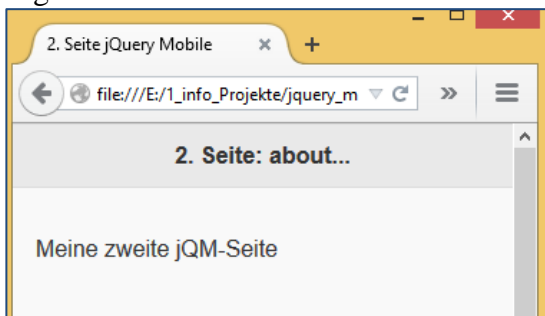 2. Seite jQuery Mobile
file:///E:/1_info_Projekte/jquery_m
2. Seite: about...
Meine zweite jQM-Seite